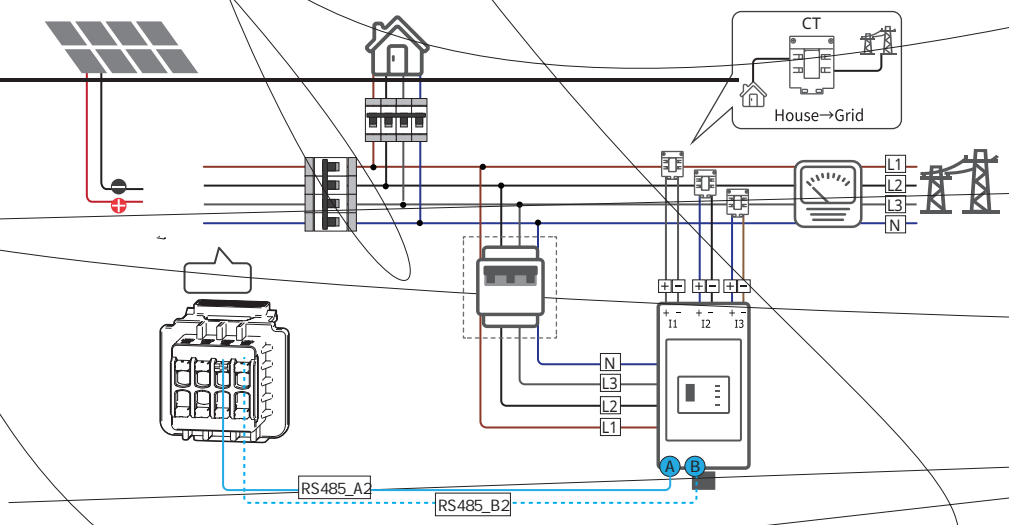 CT
House→Grid
L1
L2
L3
N
+ − + − + −
+ − + − + −
I1 I2 I3
N
L3
L2
L1
A B
RS485_A2
RS485_B2